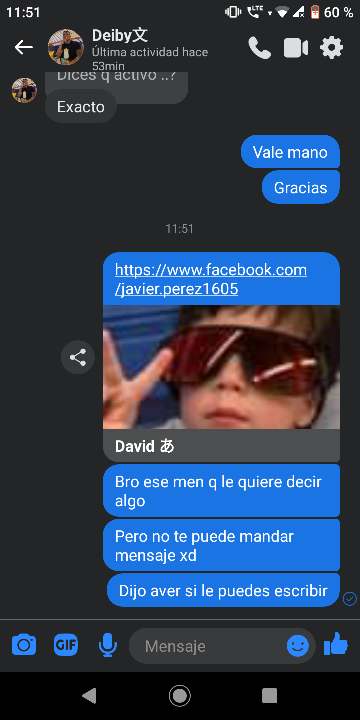 11:51
LTE
60 %
Deiby文
Última actividad hace
53min
Dices q activo ..?
Exacto
Vale mano
Gracias
11:51
https://www.facebook.com
/javier.perez1605
David あ
Bro ese men q le quiere decir
algo
Pero no te puede mandar
mensaje xd
Dijo aver si le puedes escribir
GIF
Mensaje